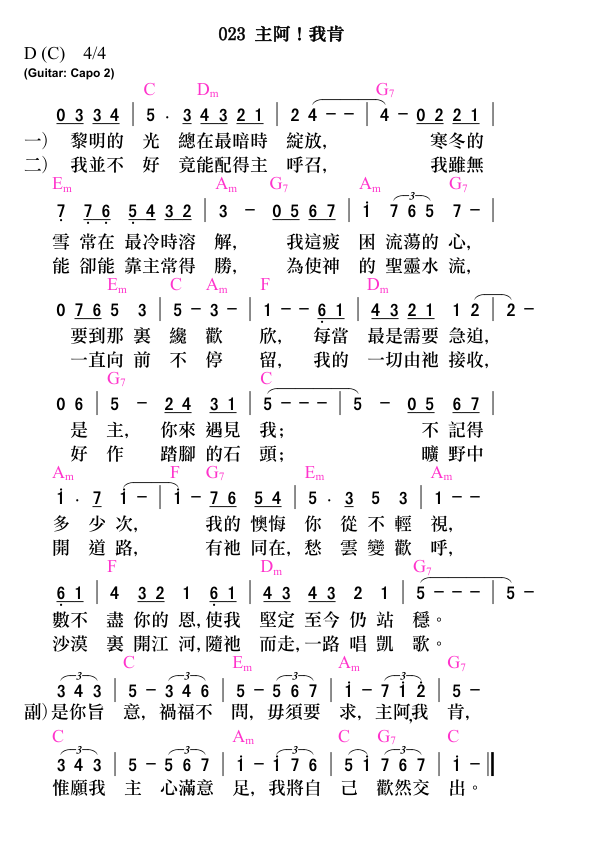 023 主阿！我肯
D (C) 4/4
(Guitar: Capo 2)
C Dm G7
0 3 3 4 | 5 · 3 4 3 2 1 | 2 4 - - | 4 - 0 2 2 1 |
一） 黎明的 光 總在最暗時 綻放， 寒冬的
二） 我並不 好 竟能配得主 呼召， 我雖無
Em Am G7 Am G7
7 7 6 5 4 3 2 | 3 - 0 5 6 7 | i 7 6 5 7 - |
雪 常在 最冷時溶 解， 我這疲 困 流蕩的 心，
能 卻能 靠主常得 勝， 為使神 的 聖靈水 流，
Em C Am F Dm
0 7 6 5 3 | 5 - 3 - | 1 - - 6 1 | 4 3 2 1 1 2 | 2 -
要到那 裏 纔 歡 欣， 每當 最是需要 急迫，
一直向 前 不 停 留， 我的 一切由祂 接收，
G7 C
0 6 | 5 - 2 4 3 1 | 5 - - - | 5 - 0 5 6 7 |
是 主， 你來 遇見 我； 不 記得
好 作 踏腳 的石 頭； 曠 野中
Am F G7 Em Am
i · 7 i - | i - 7 6 5 4 | 5 · 3 5 3 | 1 - -
多 少 次， 我的 懊悔 你 從 不 輕 視，
開 道 路， 有祂 同在，愁 雲 變 歡 呼，
F Dm G7
6 1 | 4 3 2 1 6 1 | 4 3 4 3 2 1 | 5 - - - | 5 -
數不 盡 你的 恩，使我 堅定 至今 仍 站 穩。
沙漠 裏 開江 河，隨祂 而走，一路 唱 凱 歌。
C Em Am G7
3 4 3 | 5 - 3 4 6 | 5 - 5 6 7 | i - 7 i 2 | 5 -
副）是你旨 意，禍福不 問，毋須要 求，主阿，我 肯，
C Am C G7 C
3 4 3 | 5 - 5 6 7 | i - i 7 6 | 5 i 7 6 7 | i - ‖
惟願我 主 心滿意 足，我將自 己 歡然交 出。